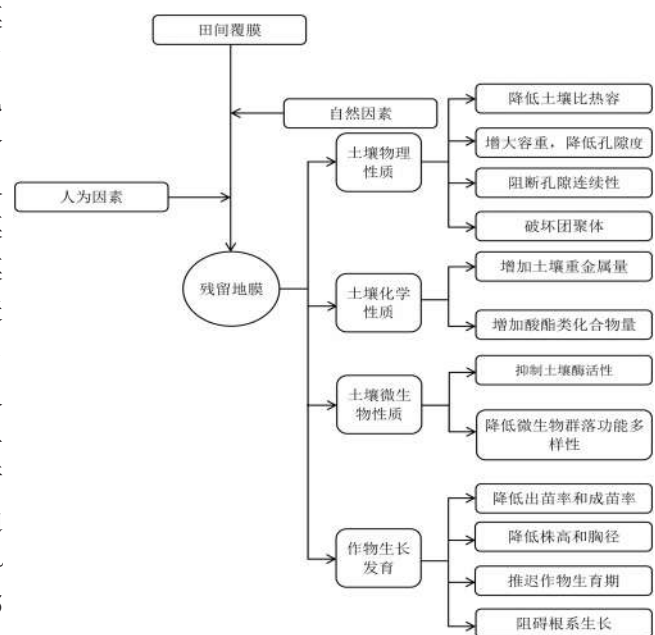 田间覆膜
自然因素
人为因素
残留地膜
土壤物理
性质
降低土壤比热容
增大容重，降低孔隙度
阻断孔隙连续性
破坏团聚体
土壤化学
性质
增加土壤重金属量
增加酸酯类化合物量
土壤微生
物性质
抑制土壤酶活性
降低微生物群落功能多
样性
作物生长
发育
降低出苗率和成苗率
降低株高和胸径
推迟作物生育期
阻碍根系生长